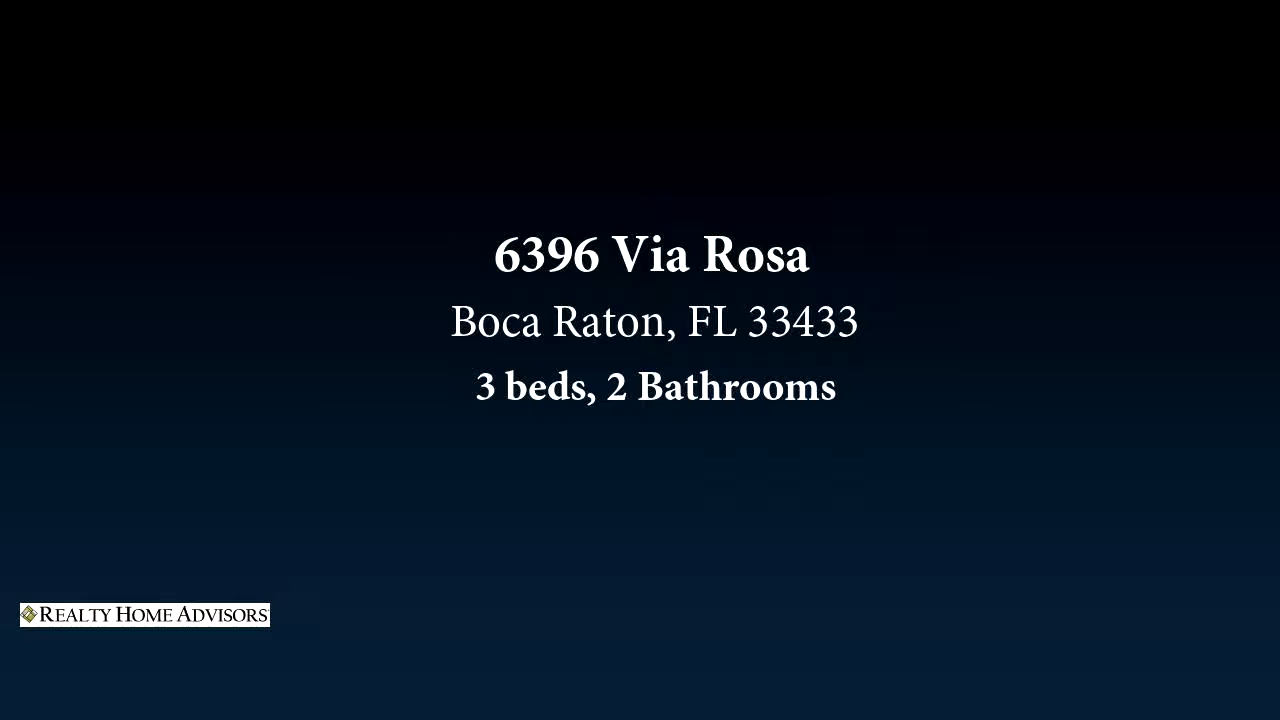 6396 Via Rosa
Boca Raton, FL 33433
3 beds, 2 Bathrooms
REALTY HOME ADVISORS